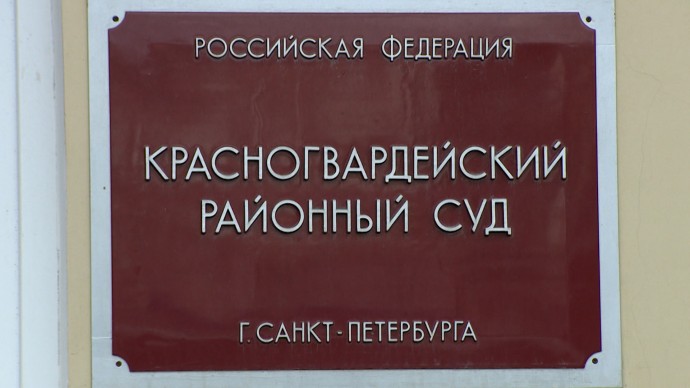 РОССИЙСКАЯ ФЕДЕРАЦИЯ
КРАСНОГВАРДЕЙСКИЙ
РАЙОННЫЙ СУД
Г. САНКТ-ПЕТЕРБУРГА